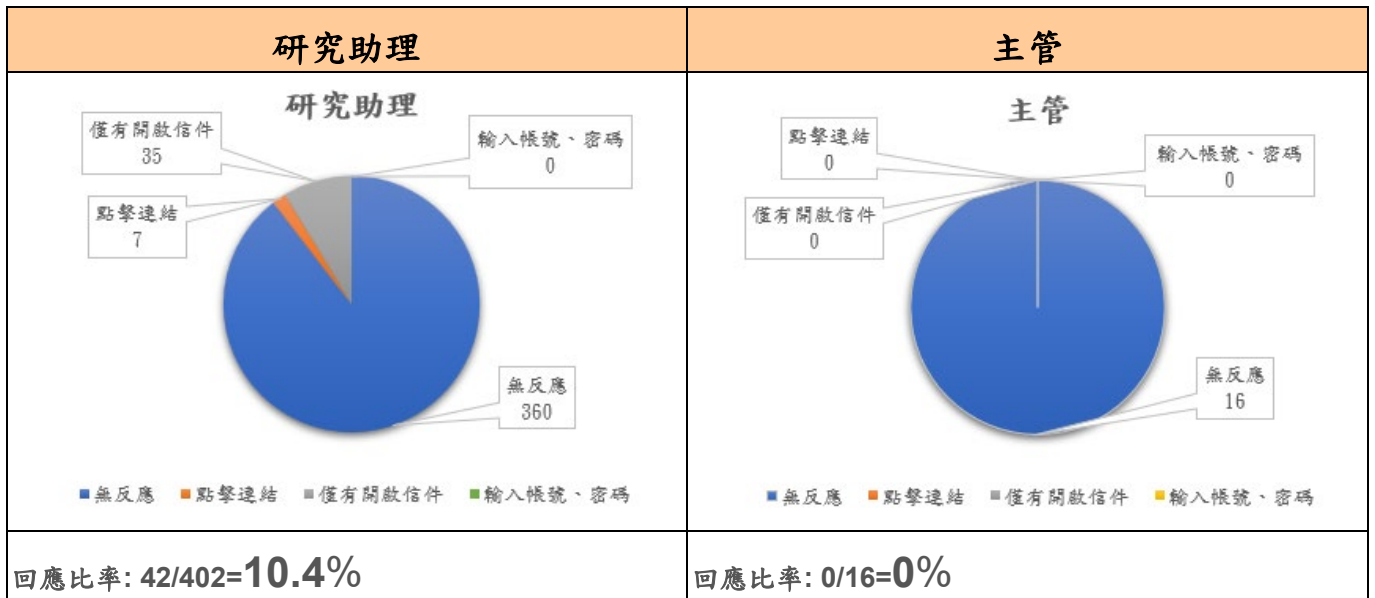 研究助理
主管
研究助理
僅有開啟信件
35
輸入帳號、密碼
0
點擊連結
7
無反應
360
■無反應 ■點擊連結 ■僅有開啟信件 ■輸入帳號、密碼
主管
點擊連結
0
輸入帳號、密碼
0
僅有開啟信件
0
無反應
16
■無反應 ■點擊連結 ■僅有開啟信件 ■輸入帳號、密碼
回應比率: 42/402=10.4%
回應比率: 0/16=0%